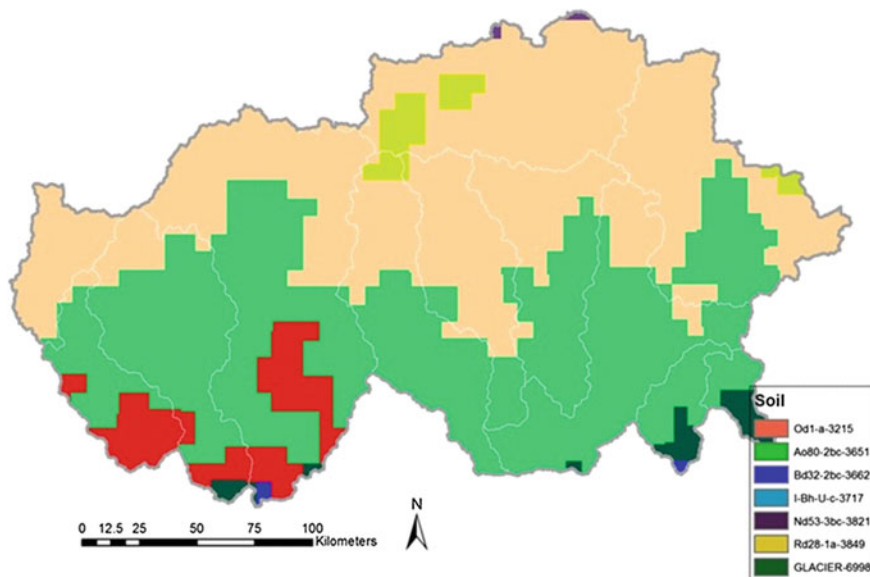 Soil
Od1-a-3215
Ao80-2bc-3651
Bd32-2bc-3662
I-Bh-U-c-3717
Nd53-3bc-3821
Rd28-1a-3849
GLACIER-6998
N
0 12.5 25 50 75 100
Kilometers